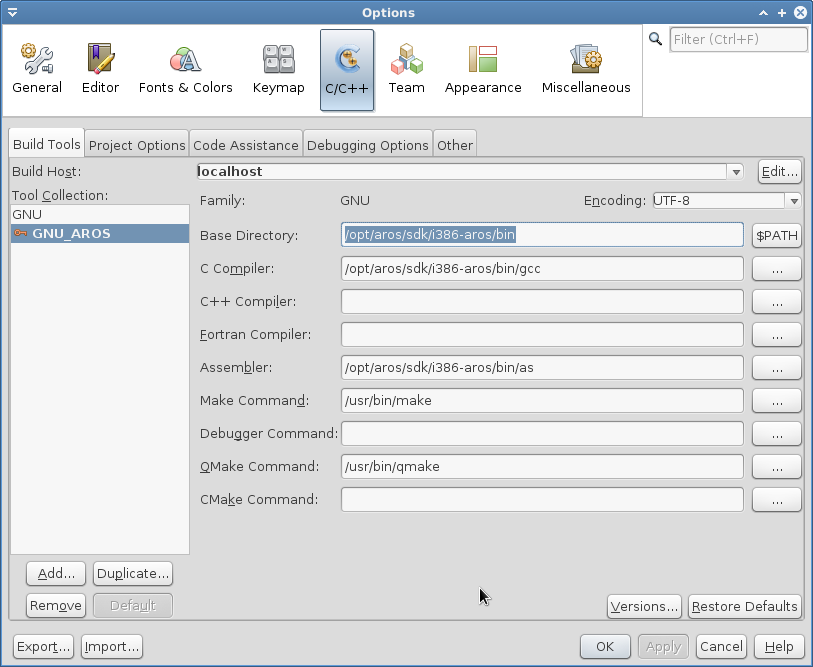 Options
General Editor Fonts & Colors Keymap C/C++ Team Appearance Miscellaneous
Filter (Ctrl+F)
Build Tools Project Options Code Assistance Debugging Options Other
Build Host: localhost Edit...
Tool Collection:
Family: GNU Encoding: UTF-8
GNU
GNU_AROS
Base Directory: /opt/aros/sdk/i386-aros/bin $PATH
C Compiler: /opt/aros/sdk/i386-aros/bin/gcc ...
C++ Compiler: ...
Fortran Compiler: ...
Assembler: /opt/aros/sdk/i386-aros/bin/as ...
Make Command: /usr/bin/make ...
Debugger Command: ...
QMake Command: /usr/bin/qmake ...
CMake Command: ...
Add... Duplicate...
Remove Default
Versions... Restore Defaults
Export... Import... OK Apply Cancel Help